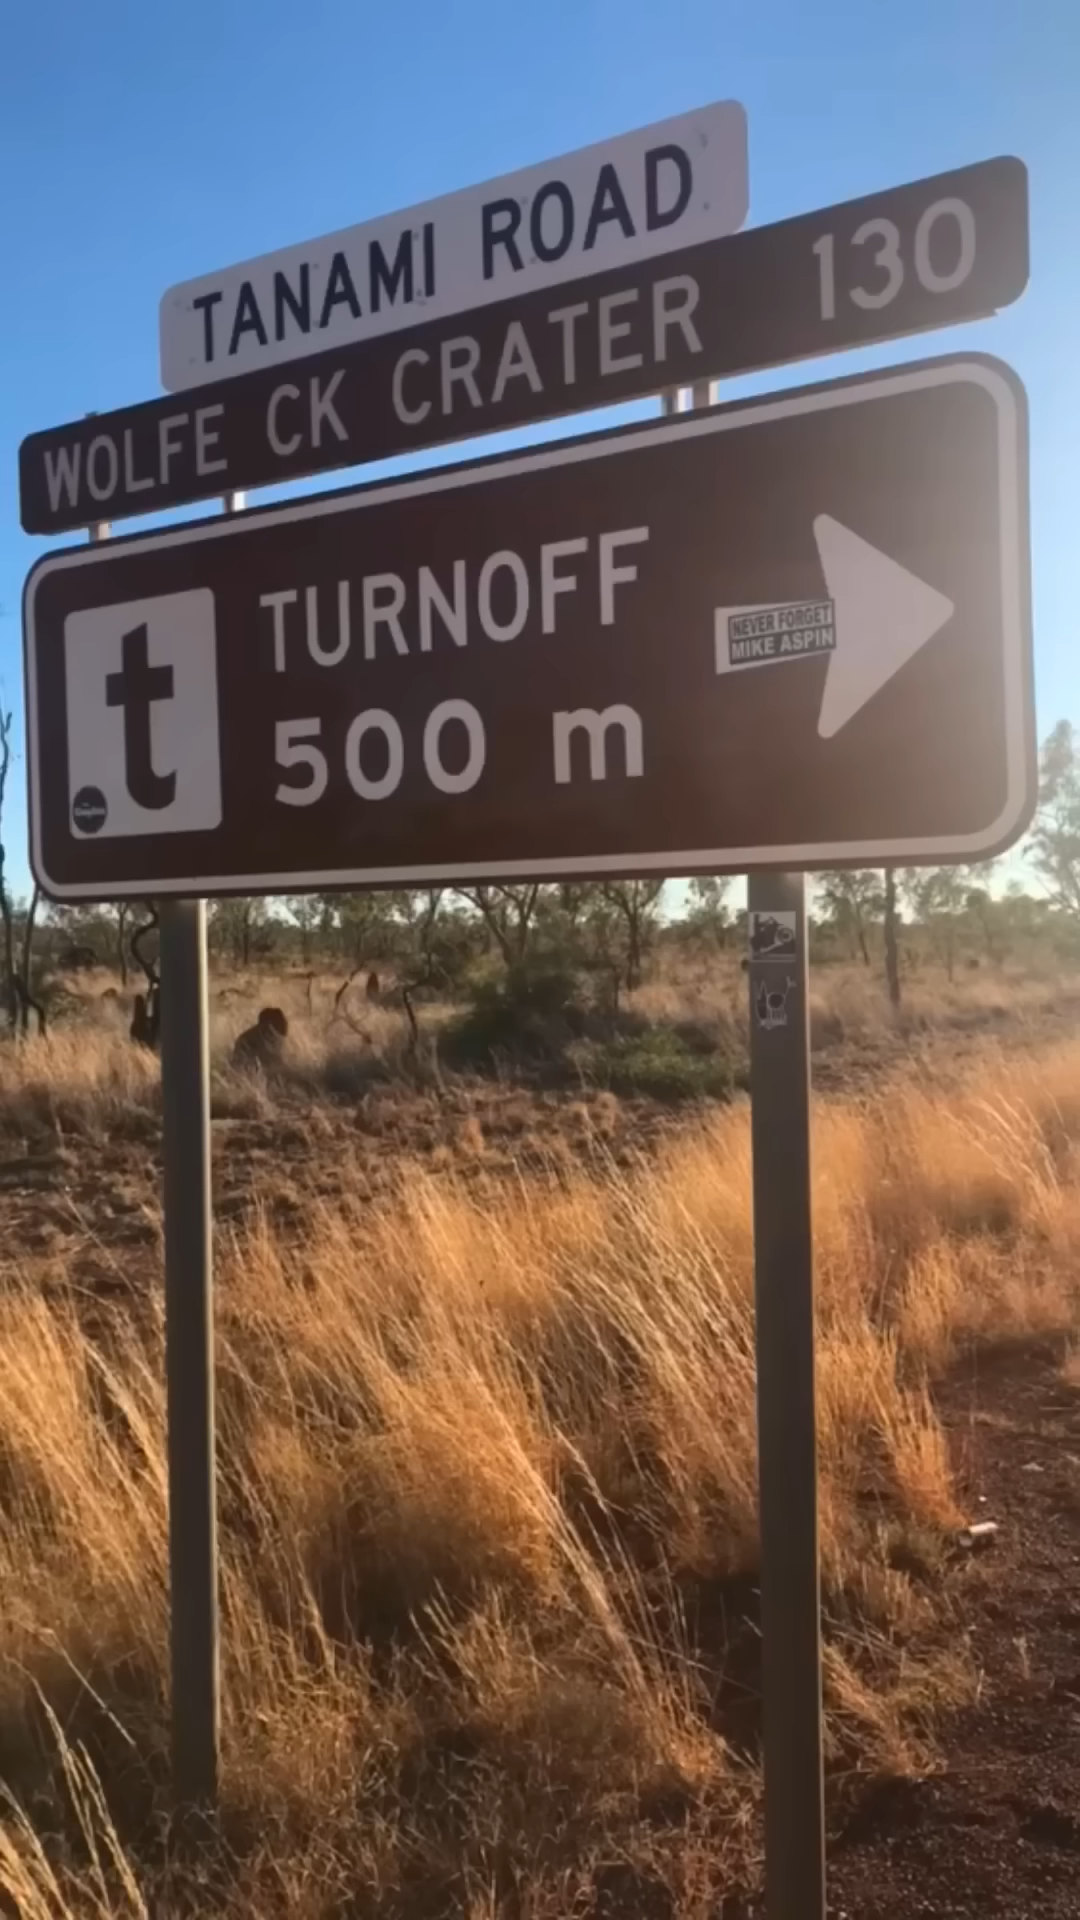 TANAMI ROAD
WOLFE CK CRATER 130
t TURNOFF
500 m
NEVER FORGET
MIKE ASPIN